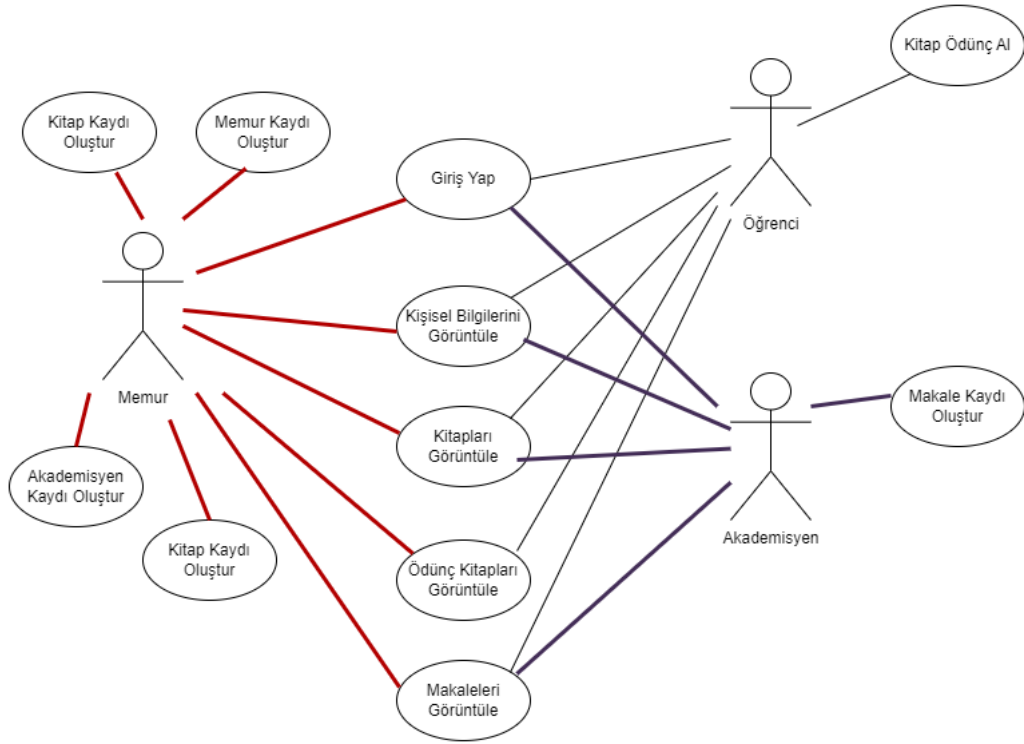 Kitap Ödünç Al
Kitap Kaydı
Oluştur
Memur Kaydı
Oluştur
Giriş Yap
Öğrenci
Kişisel Bilgilerini
Görüntüle
Memur
Makale Kaydı
Oluştur
Kitapları
Görüntüle
Akademisyen
Kaydı Oluştur
Akademisyen
Kitap Kaydı
Oluştur
Ödünç Kitapları
Görüntüle
Makaleleri
Görüntüle